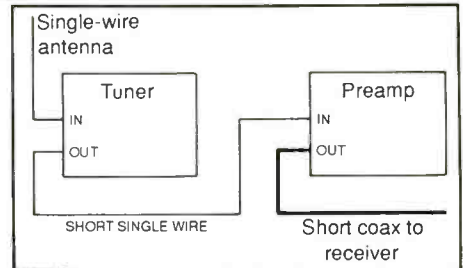 Single-wire
antenna
Tuner
IN
OUT
Preamp
IN
OUT
SHORT SINGLE WIRE
Short coax to
receiver